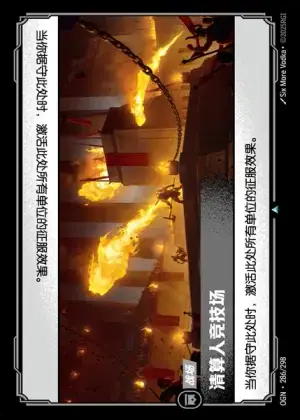 当你据守此处时，激活此处所有单位的征服效果。
战场
清算人竞技场
当你据守此处时，激活此处所有单位的征服效果。
OGN • 286/298
Six More Vodka • ©2025RGI